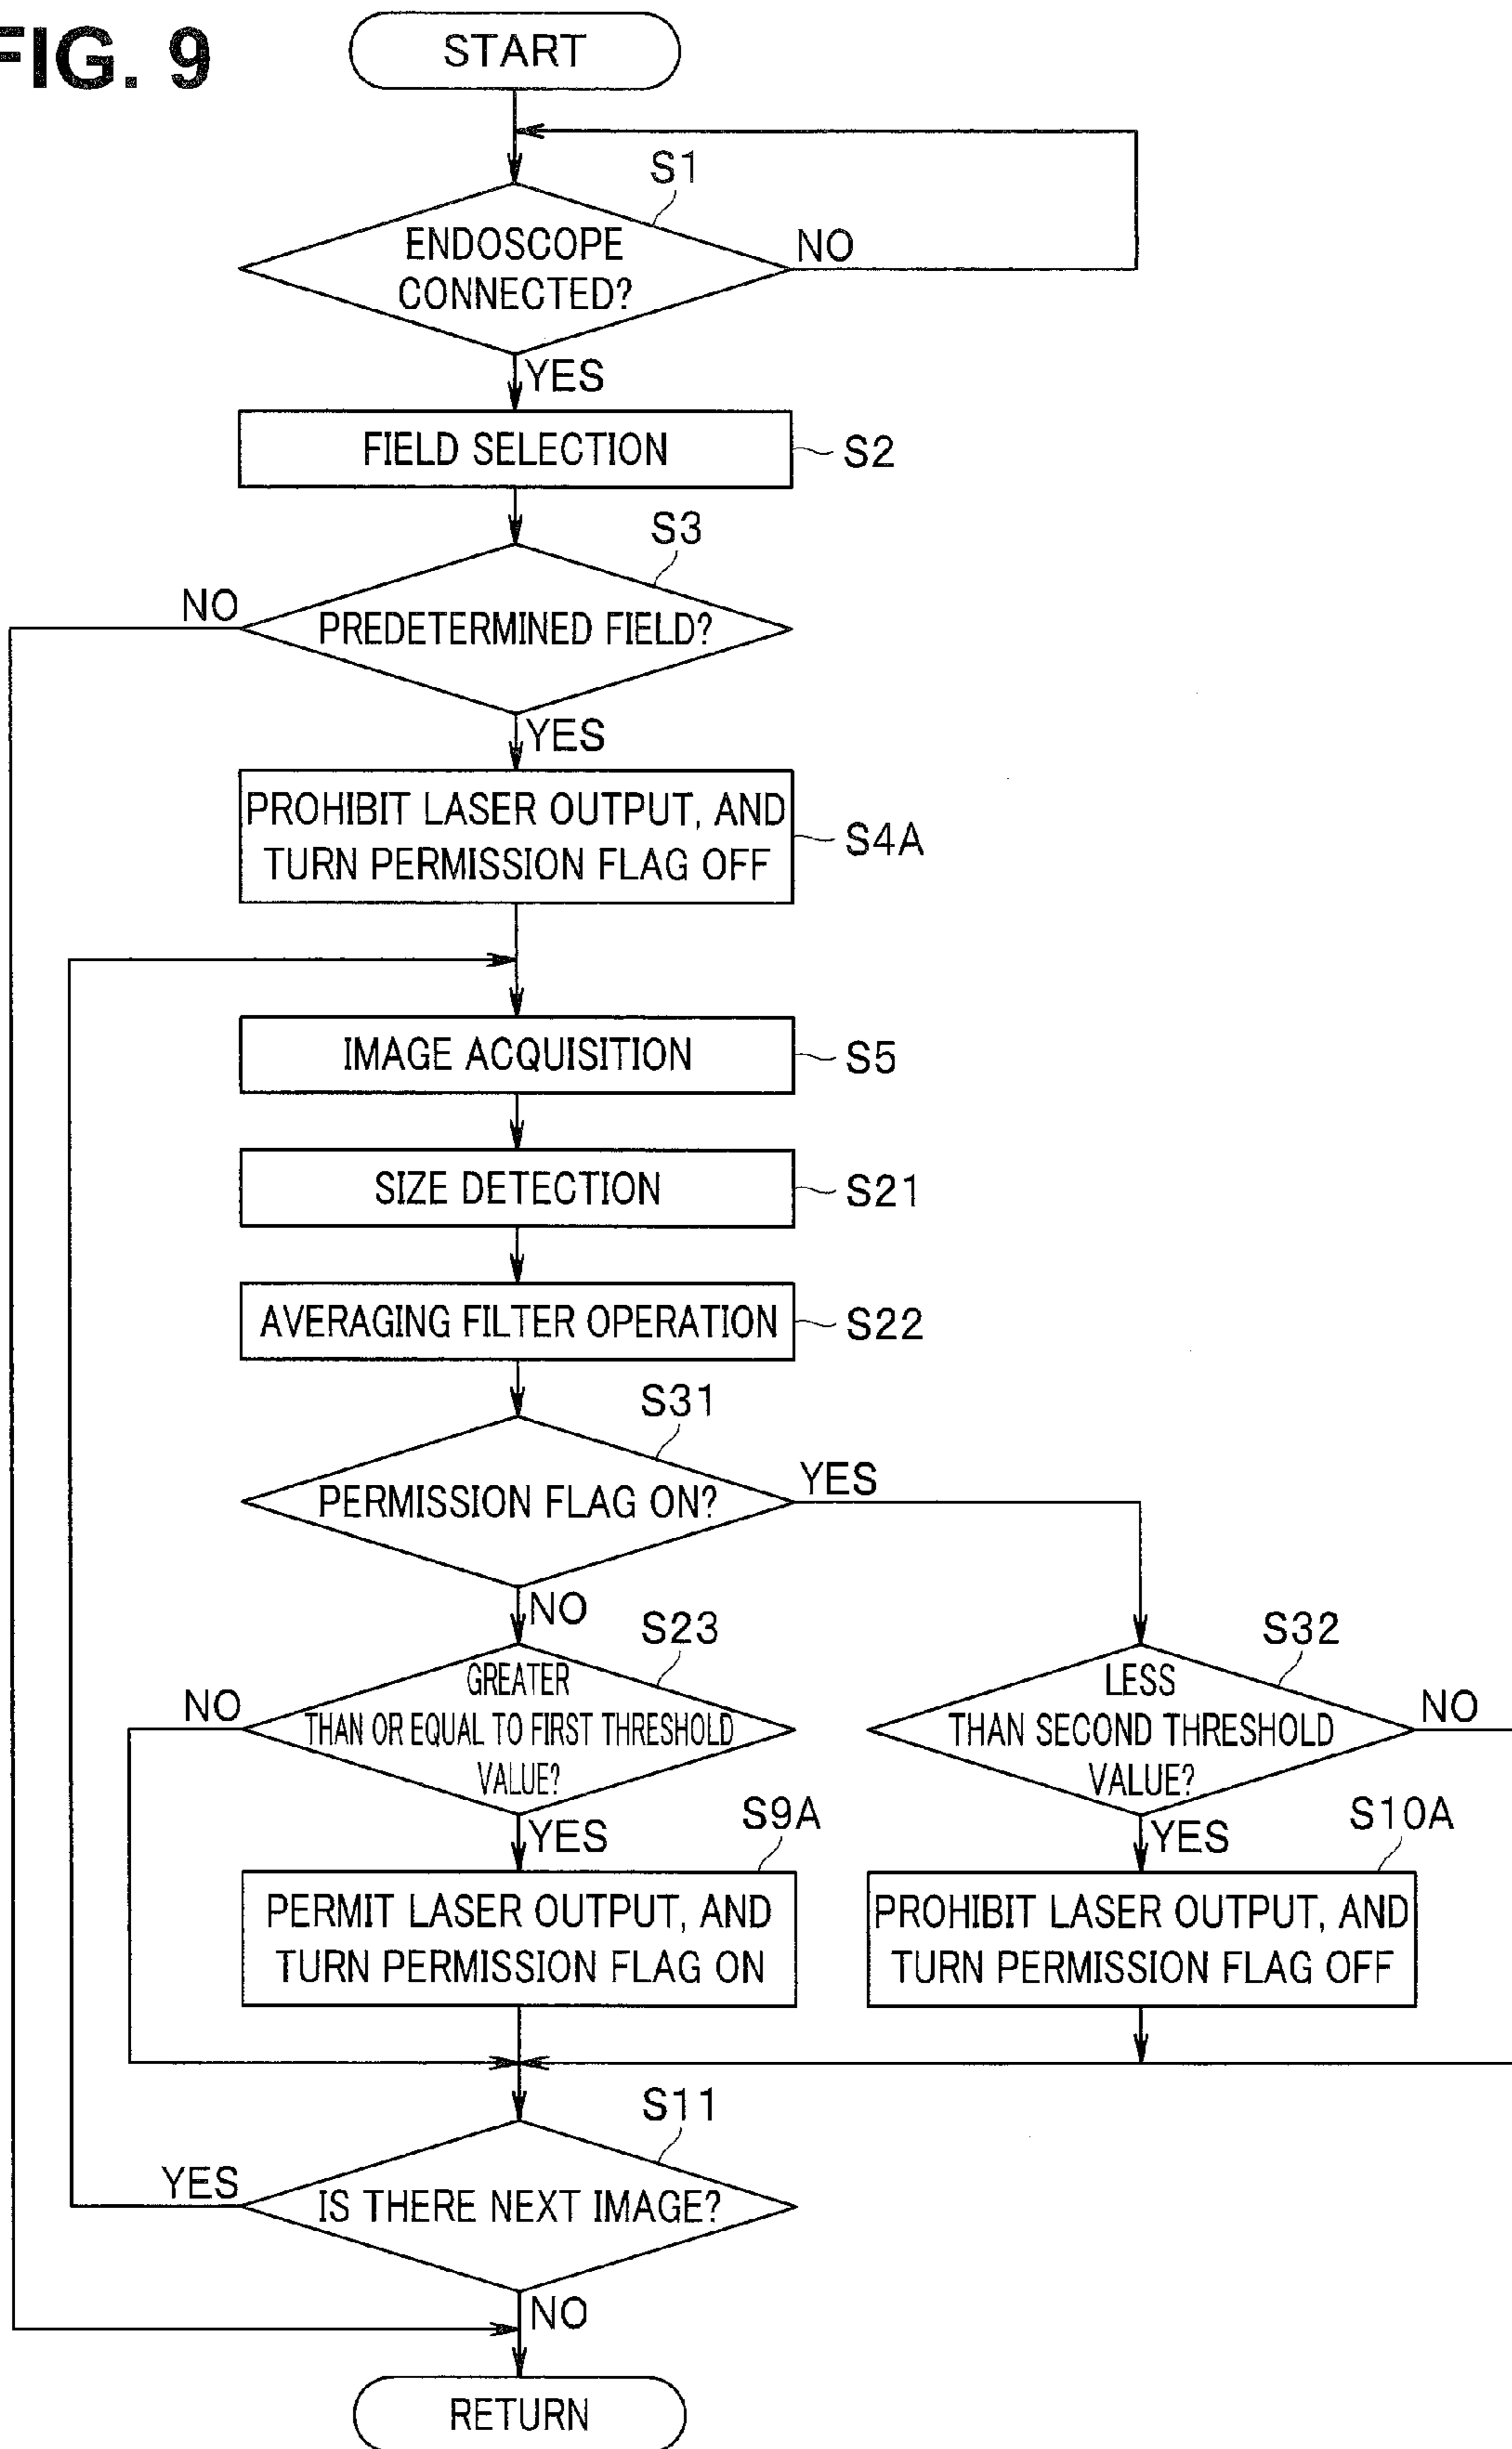 FIG. 9
START
S1
ENDOSCOPE
CONNECTED?
NO
YES
FIELD SELECTION
S2
S3
NO
PREDETERMINED FIELD?
YES
PROHIBIT LASER OUTPUT, AND
TURN PERMISSION FLAG OFF
S4A
IMAGE ACQUISITION
S5
SIZE DETECTION
S21
AVERAGING FILTER OPERATION
S22
S31
PERMISSION FLAG ON?
YES
NO
S23
GREATER
THAN OR EQUAL TO FIRST THRESHOLD
VALUE?
NO
YES
S32
LESS
THAN SECOND THRESHOLD
VALUE?
NO
YES
S9A
PERMIT LASER OUTPUT, AND
TURN PERMISSION FLAG ON
S10A
PROHIBIT LASER OUTPUT, AND
TURN PERMISSION FLAG OFF
S11
YES
IS THERE NEXT IMAGE?
NO
RETURN